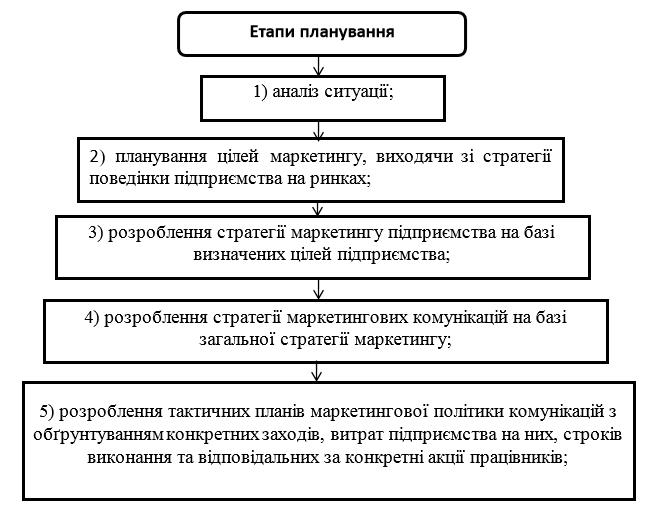 Етапи планування
1) аналіз ситуації;
2) планування цілей маркетингу, виходячи зі стратегії
поведінки підприємства на ринках;
3) розроблення стратегії маркетингу підприємства на базі
визначених цілей підприємства;
4) розроблення стратегії маркетингових комунікацій на базі
загальної стратегії маркетингу;
5) розроблення тактичних планів маркетингової політики комунікацій з
обґрунтуванням конкретних заходів, витрат підприємства на них, строків
виконання та відповідальних за конкретні акції працівників;